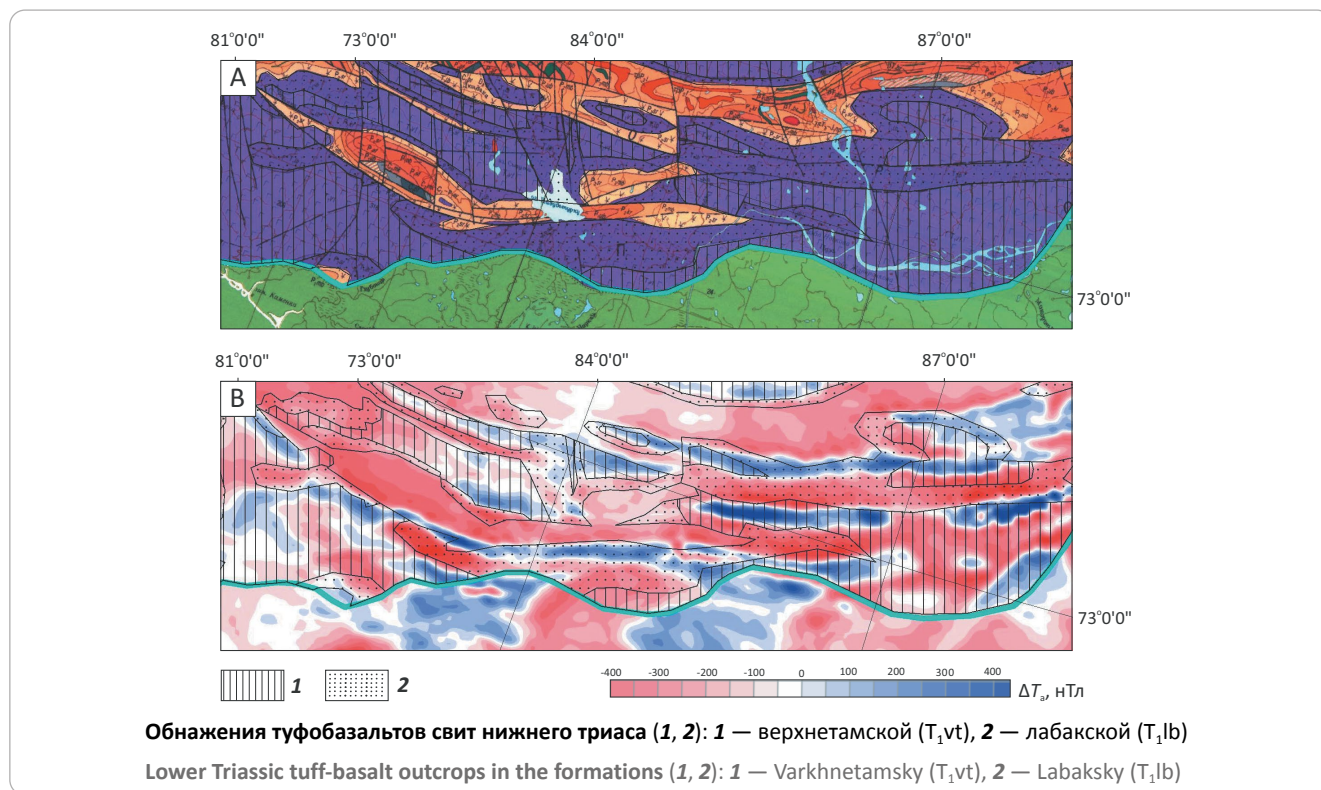 81°0'0" 73°0'0" 84°0'0" 87°0'0"
A
73°0'0"
81°0'0" 73°0'0" 84°0'0" 87°0'0"
B
73°0'0"
1 2
-400 -300 -200 -100 0 100 200 300 400
ΔTₐ, нТл
Обнажения туфобазальтов свит нижнего триаса (1, 2): 1 — верхнетамской (T₁vt), 2 — лабакской (T₁lb)
Lower Triassic tuff-basalt outcrops in the formations (1, 2): 1 — Varkhnetamsky (T₁vt), 2 — Labaksky (T₁lb)